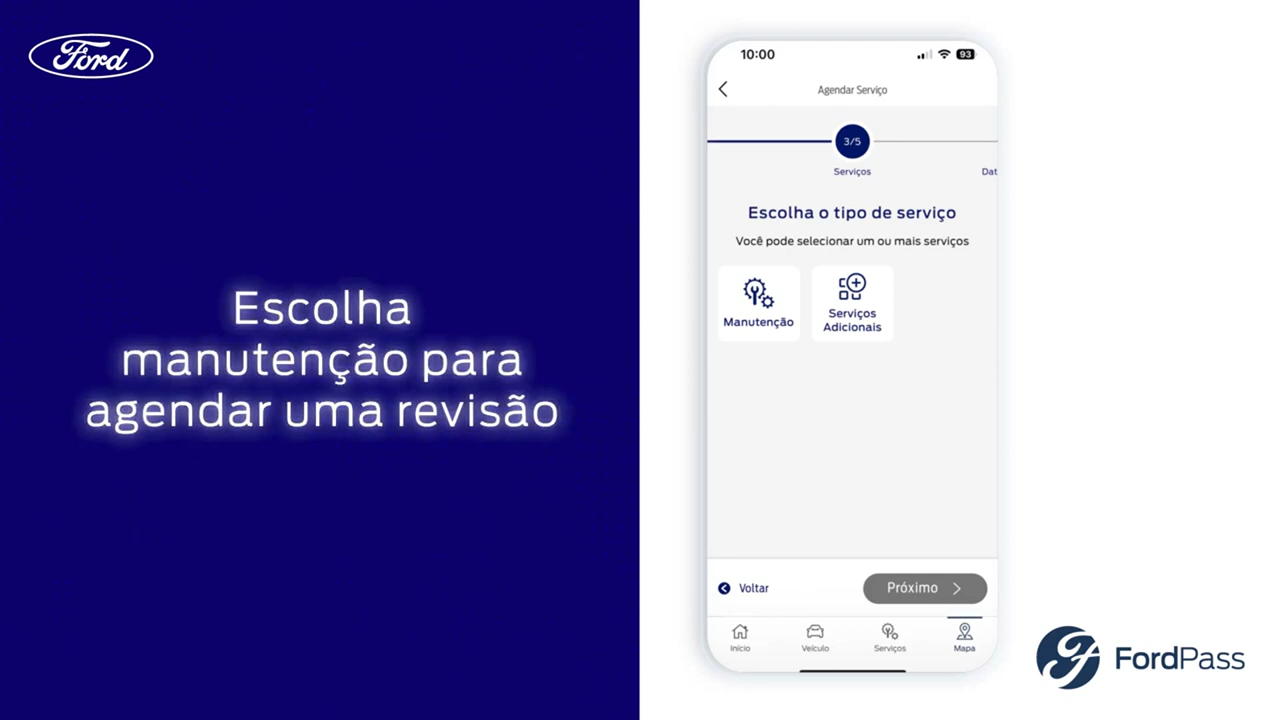 Ford
Escolha
manutenção para
agendar uma revisão
10:00
93
Agendar Serviço
3/5
Serviços
Dat
Escolha o tipo de serviço
Você pode selecionar um ou mais serviços
Manutenção
Serviços
Adicionais
Voltar
Próximo
Início
Veículo
Serviços
Mapa
FordPass